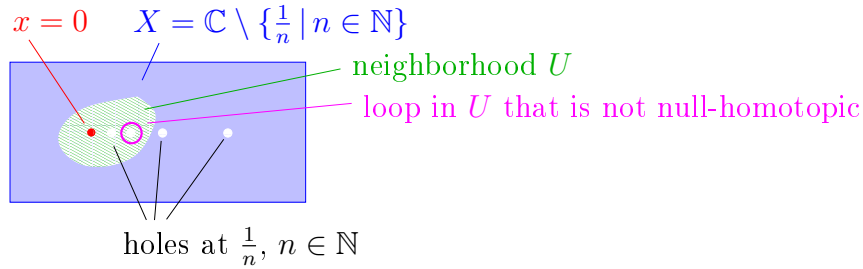 x = 0
X = ℂ \ {1/n | n ∈ ℕ}
neighborhood U
loop in U that is not null-homotopic
holes at 1/n, n ∈ ℕ